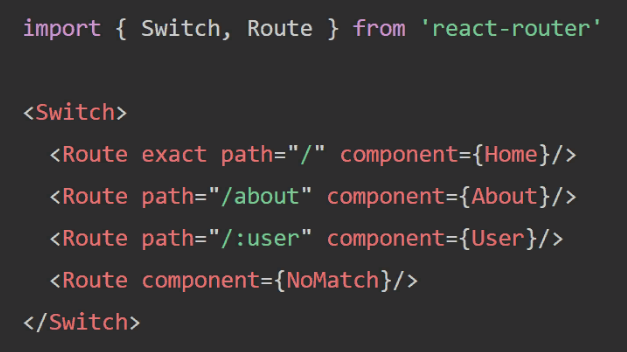 import { Switch, Route } from 'react-router'
<Switch>
<Route exact path="/" component={Home}/>
<Route path="/about" component={About}/>
<Route path="/:user" component={User}/>
<Route component={NoMatch}/>
</Switch>